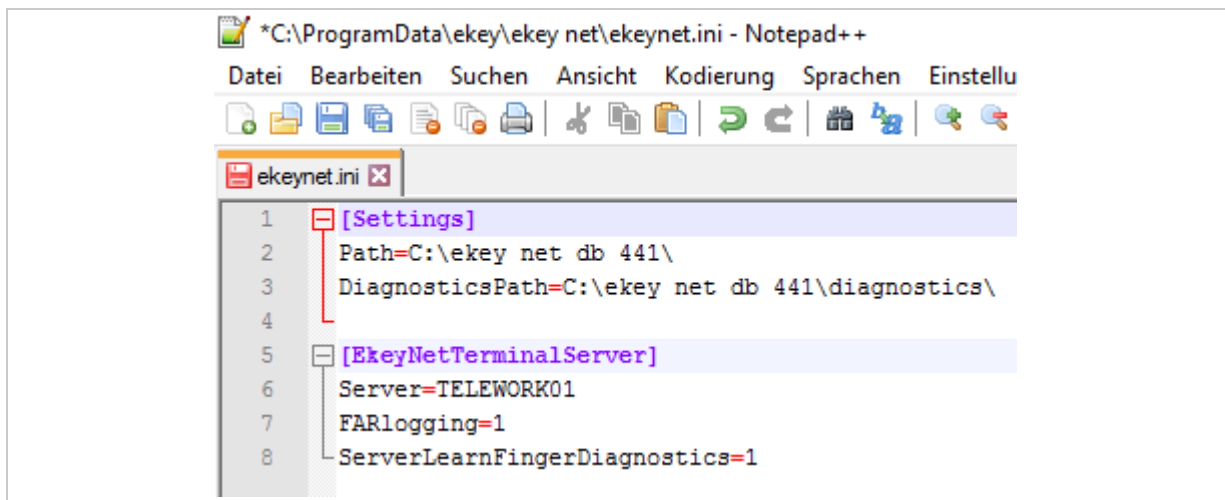 *C:\ProgramData\ekey\ekey net\ekeynet.ini - Notepad++
Datei Bearbeiten Suchen Ansicht Kodierung Sprachen Einstellu
ekeynet.ini
1 [Settings]
2 Path=C:\ekey net db 441\
3 DiagnosticsPath=C:\ekey net db 441\diagnostics\
4
5 [EkeyNetTerminalServer]
6 Server=TELEWORK01
7 FARlogging=1
8 ServerLearnFingerDiagnostics=1